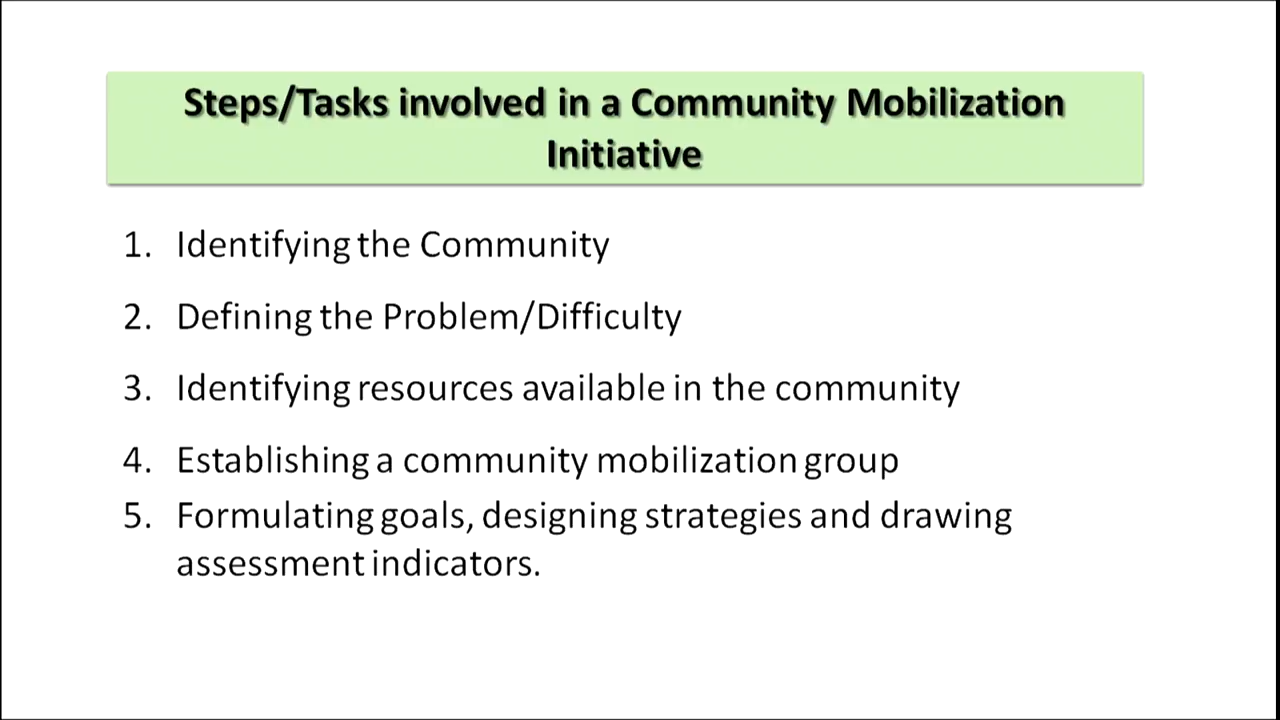 Steps/Tasks involved in a Community Mobilization
Initiative
1. Identifying the Community
2. Defining the Problem/Difficulty
3. Identifying resources available in the community
4. Establishing a community mobilization group
5. Formulating goals, designing strategies and drawing
assessment indicators.